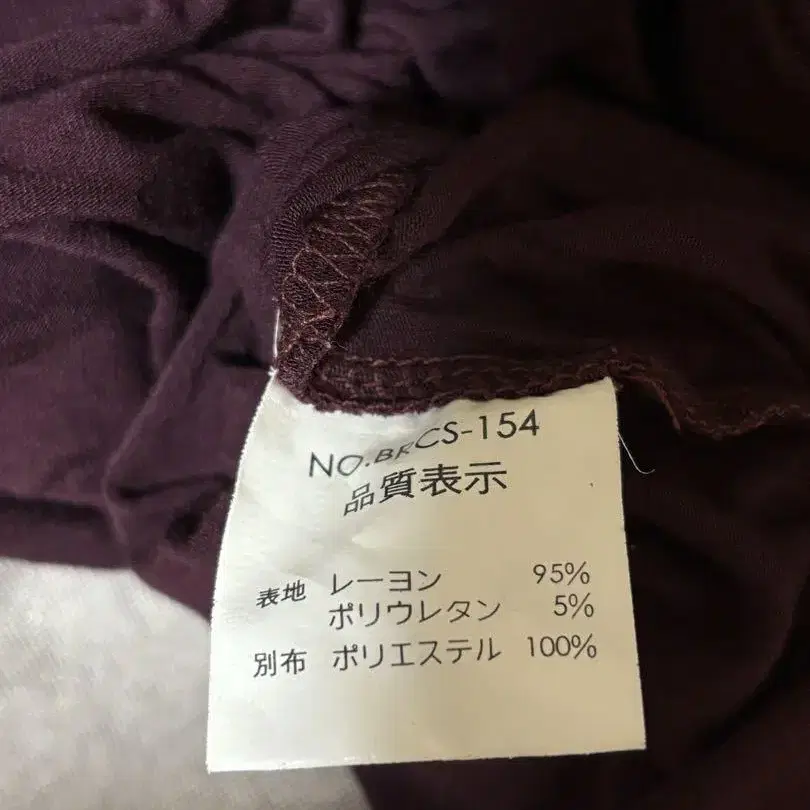 NO.BRCS-154
品質表示
表地 レーヨン 95%
ポリウレタン 5%
別布 ポリエステル 100%